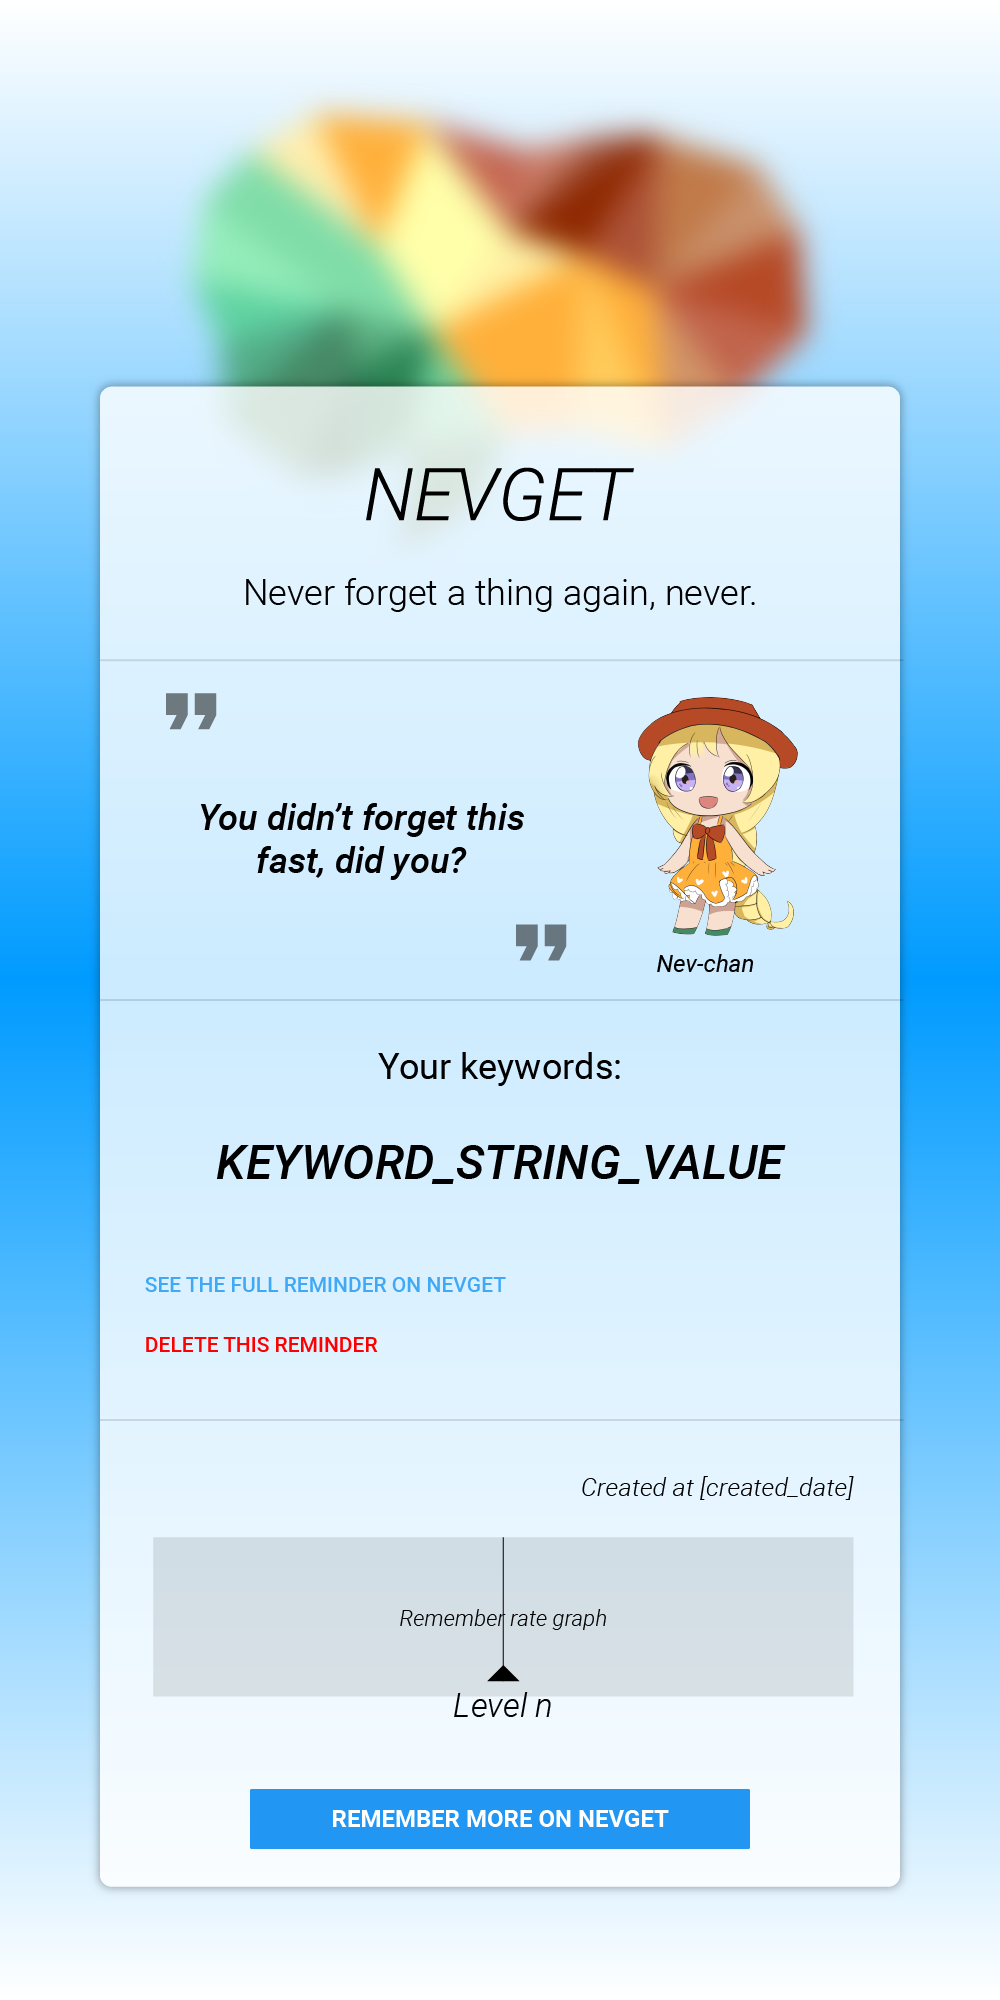 NEVGET
Never forget a thing again, never.
”
You didn’t forget this
fast, did you?
”
Nev-chan
Your keywords:
KEYWORD_STRING_VALUE
SEE THE FULL REMINDER ON NEVGET
DELETE THIS REMINDER
Created at [created_date]
Remember rate graph
Level n
REMEMBER MORE ON NEVGET